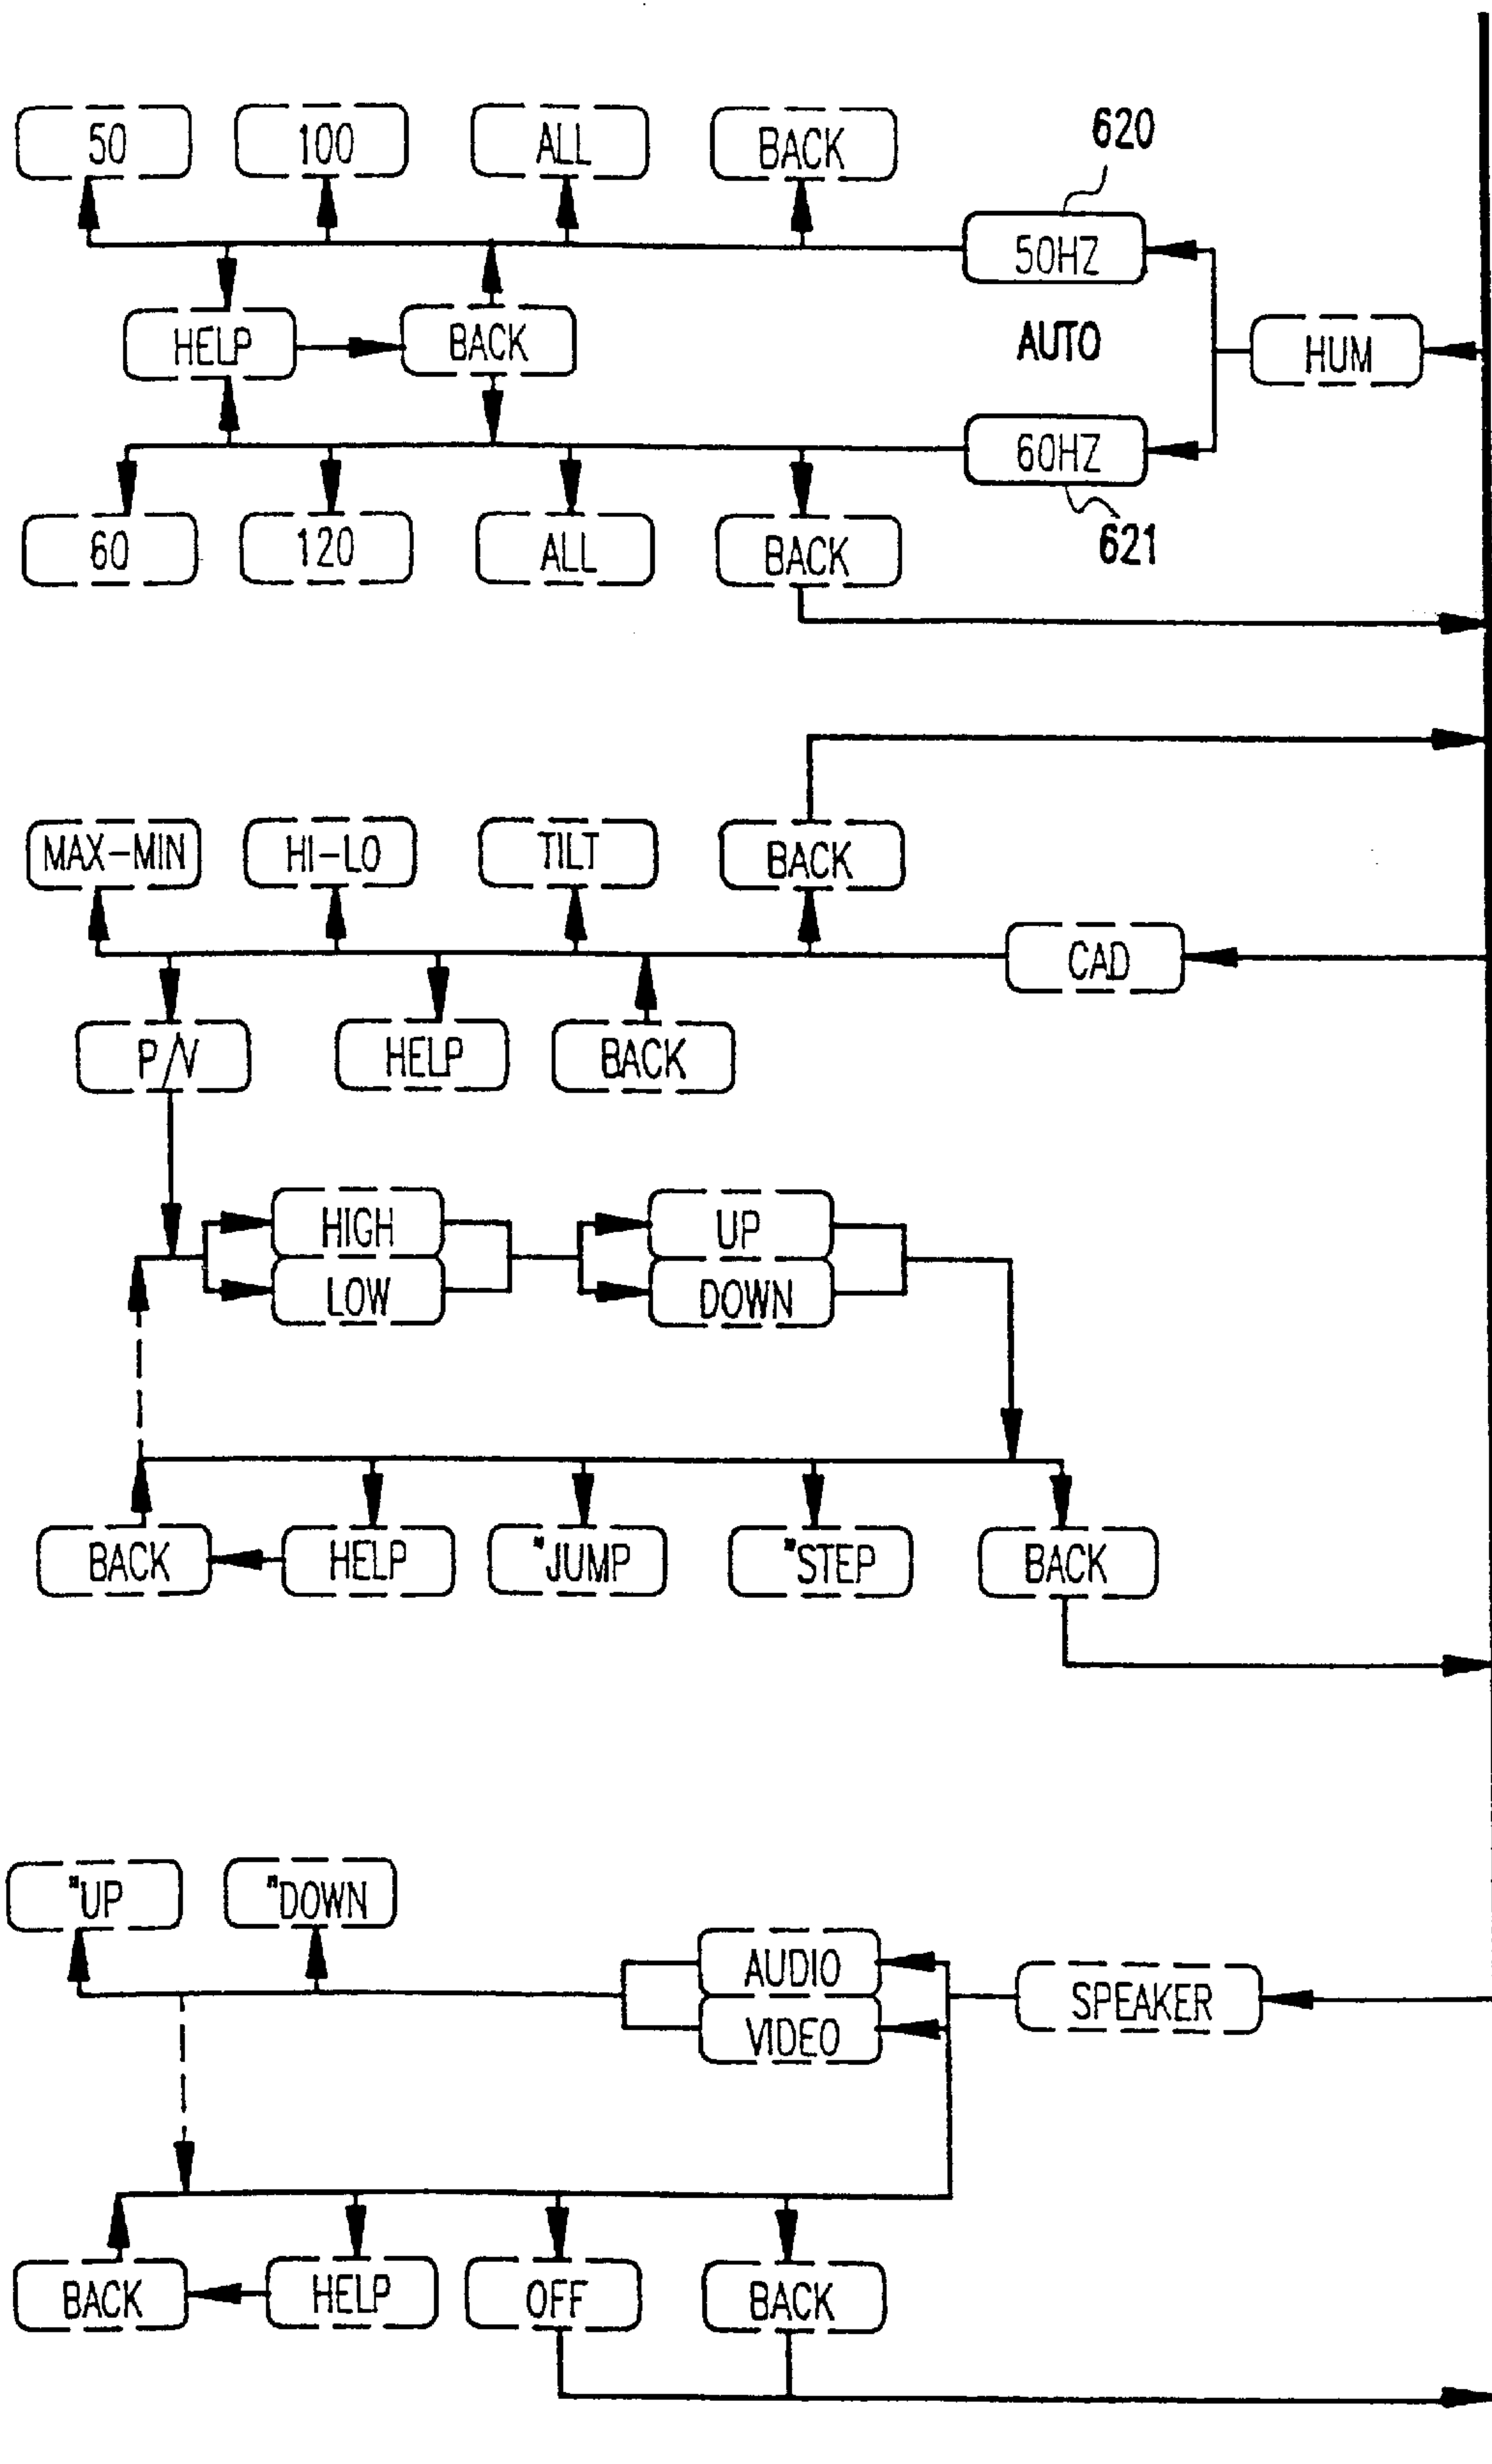 620
50
100
ALL
BACK
50HZ
HELP
BACK
AUTO
HUM
60HZ
60
120
ALL
BACK
621
MAX-MIN
HI-LO
TILT
BACK
CAD
P/V
HELP
BACK
HIGH
UP
LOW
DOWN
BACK
HELP
"JUMP
"STEP
BACK
"UP
"DOWN
AUDIO
SPEAKER
VIDEO
BACK
HELP
OFF
BACK